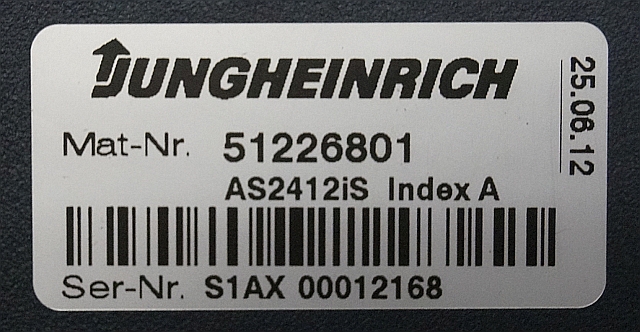 JUNGHEINRICH
Mat-Nr. 51226801
AS2412iS Index A
Ser-Nr. S1AX 00012168
25.06.12